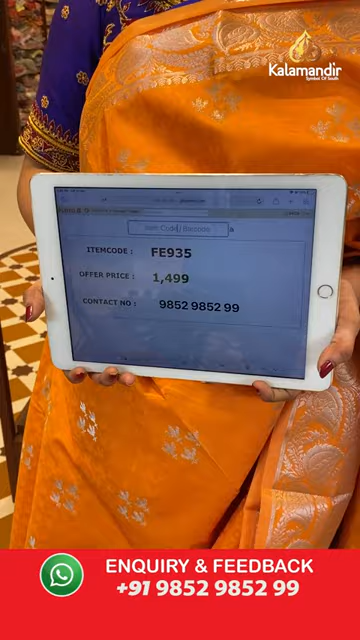 Kalamandir
Symbol Of South
Item Code/ Barcode
ITEMCODE : FE935
OFFER PRICE : 1,499
CONTACT NO : 9852 9852 99
ENQUIRY & FEEDBACK
+91 9852 9852 99